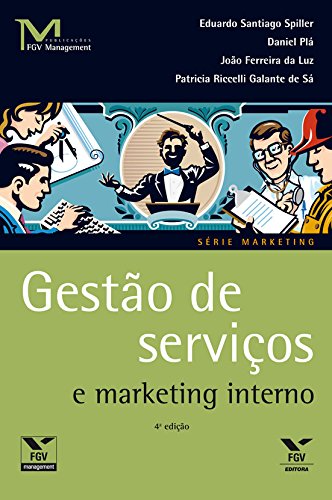 PUBLICAÇÕES
FGV Management
Eduardo Santiago Spiller
Daniel Plá
João Ferreira da Luz
Patricia Riccelli Galante de Sá
SÉRIE MARKETING
Gestão de
serviços
e marketing interno
4ª edição
FGV
management
FGV
EDITORA